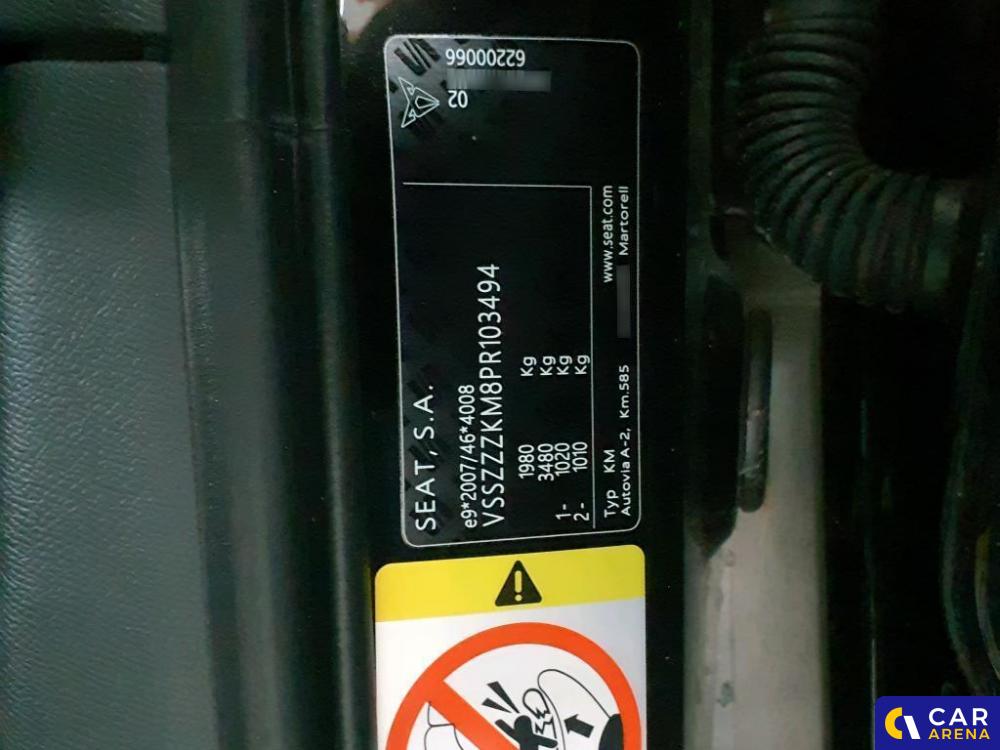 SEAT, S.A.
e9*2007/46*4008
VSSZZZKM8PR103494
1980 Kg
3480 Kg
1- 1020 Kg
2- 1010 Kg
Typ KM www.seat.com
Autovia A-2, Km.585 Martorell
02
62200066
CAR
ARENA